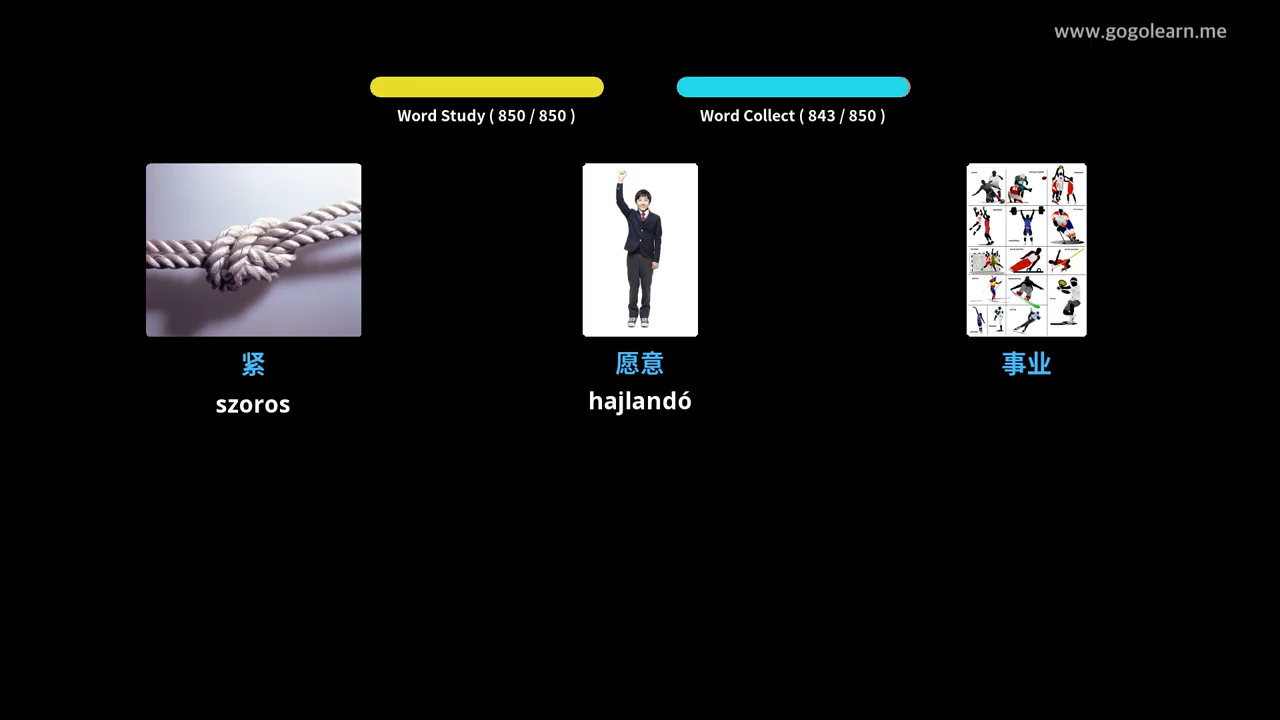 www.gogolearn.me
Word Study ( 850 / 850 )
Word Collect ( 843 / 850 )
紧
愿意
事业
szoros
hajlandó